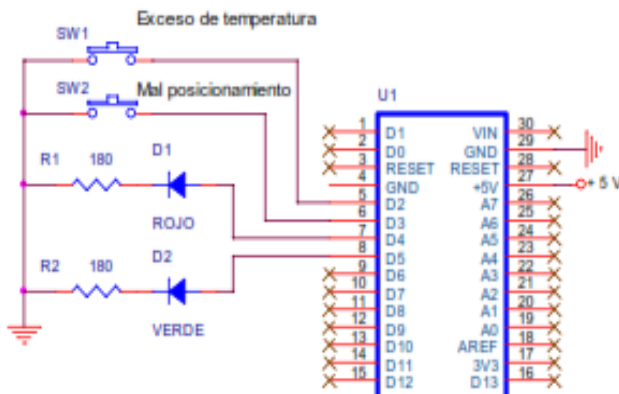 Exceso de temperatura
SW1
SW2
Mal posicionamiento
U1
R1
180
D1
ROJO
R2
180
D2
VERDE
1 D1 VIN 30
2 D0 GND 29
3 RESET RESET 28
4 GND +5V 27 + 5 V
5 D2 A7 26
6 D3 A6 25
7 D4 A5 24
8 D5 A4 23
9 D6 A3 22
10 D7 A2 21
11 D8 A1 20
12 D9 A0 19
13 D10 AREF 18
14 D11 3V3 17
15 D12 D13 16